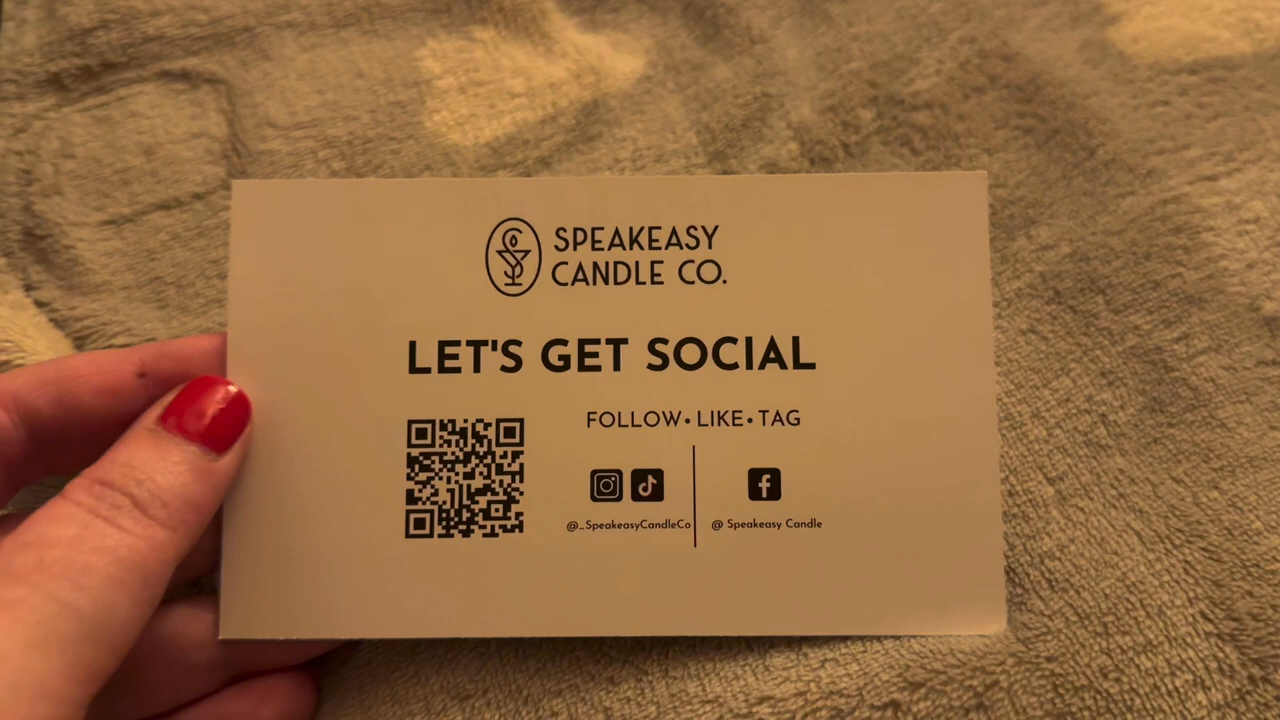 SPEAKEASY
CANDLE CO.
LET'S GET SOCIAL
FOLLOW•LIKE•TAG
@_SpeakeasyCandleCo
@ Speakeasy Candle